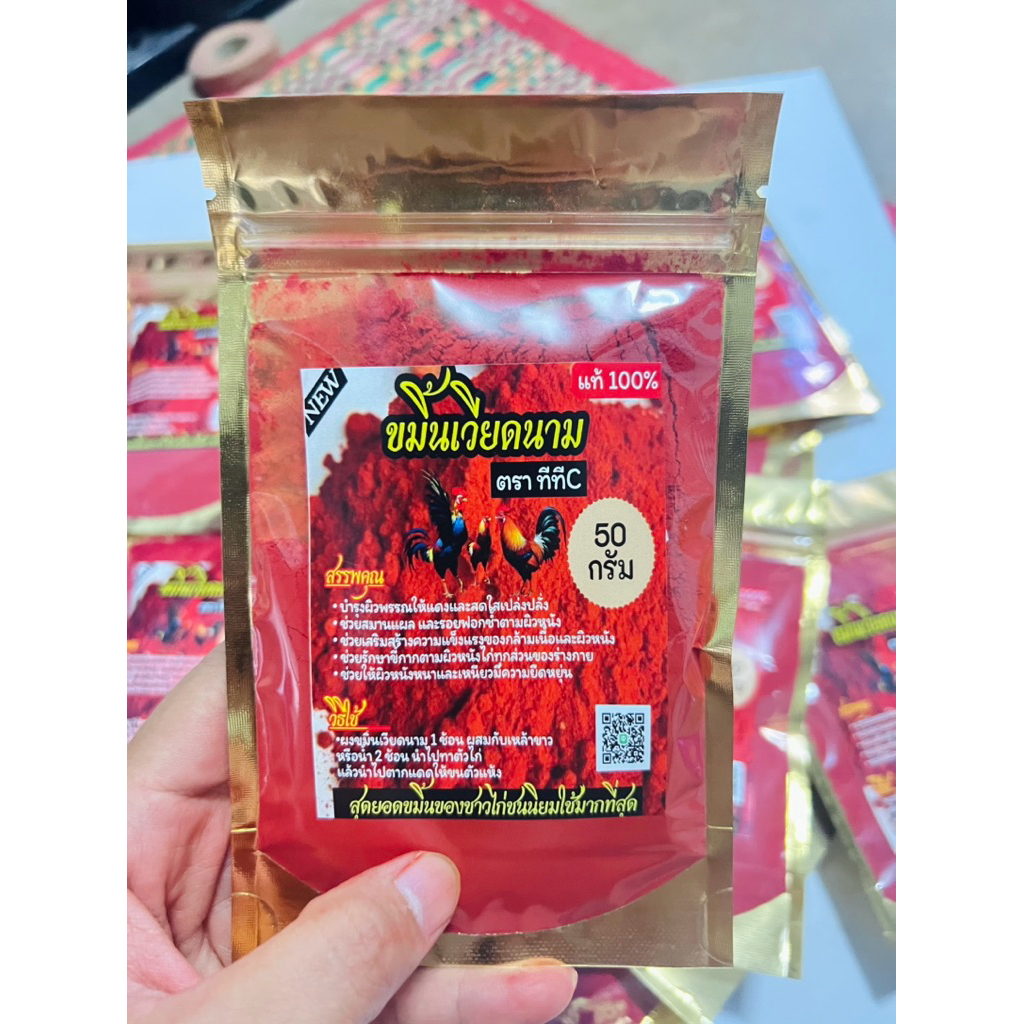 NEW
แท้ 100%
ขมิ้นเวียดนาม
ตรา ทีทีC
50
กรัม
สรรพคุณ
• บำรุงผิวพรรณให้แดงและสดใสเปล่งปลั่ง
• ช่วยสมานแผล และรอยฟอกช้ำตามผิวหนัง
• ช่วยเสริมสร้างความแข็งแรงของกล้ามเนื้อและผิวหนัง
• ช่วยรักษาขี้กากตามผิวหนังไก่ทุกส่วนของร่างกาย
• ช่วยให้ผิวหนังหนาและเหนียวมีความยืดหยุ่น
วิธีใช้
• ผงขมิ้นเวียดนาม 1 ช้อน ผสมกับเหล้าขาว
หรือน้ำ 2 ช้อน นำไปทาตัวไก่
แล้วนำไปตากแดดให้ขนตัวแห้ง
สุดยอดขมิ้นของชาวไก่ชนนิยมใช้มากที่สุด